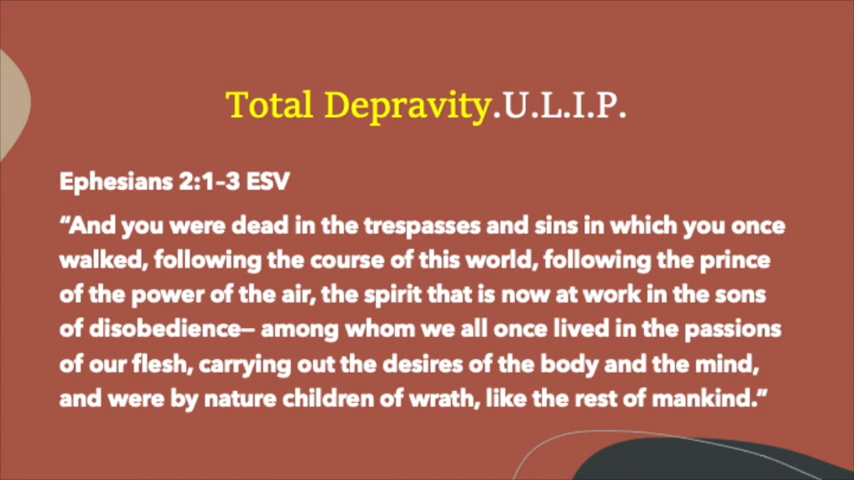 Total Depravity.U.L.I.P.
Ephesians 2:1–3 ESV
“And you were dead in the trespasses and sins in which you once
walked, following the course of this world, following the prince
of the power of the air, the spirit that is now at work in the sons
of disobedience— among whom we all once lived in the passions
of our flesh, carrying out the desires of the body and the mind,
and were by nature children of wrath, like the rest of mankind.”